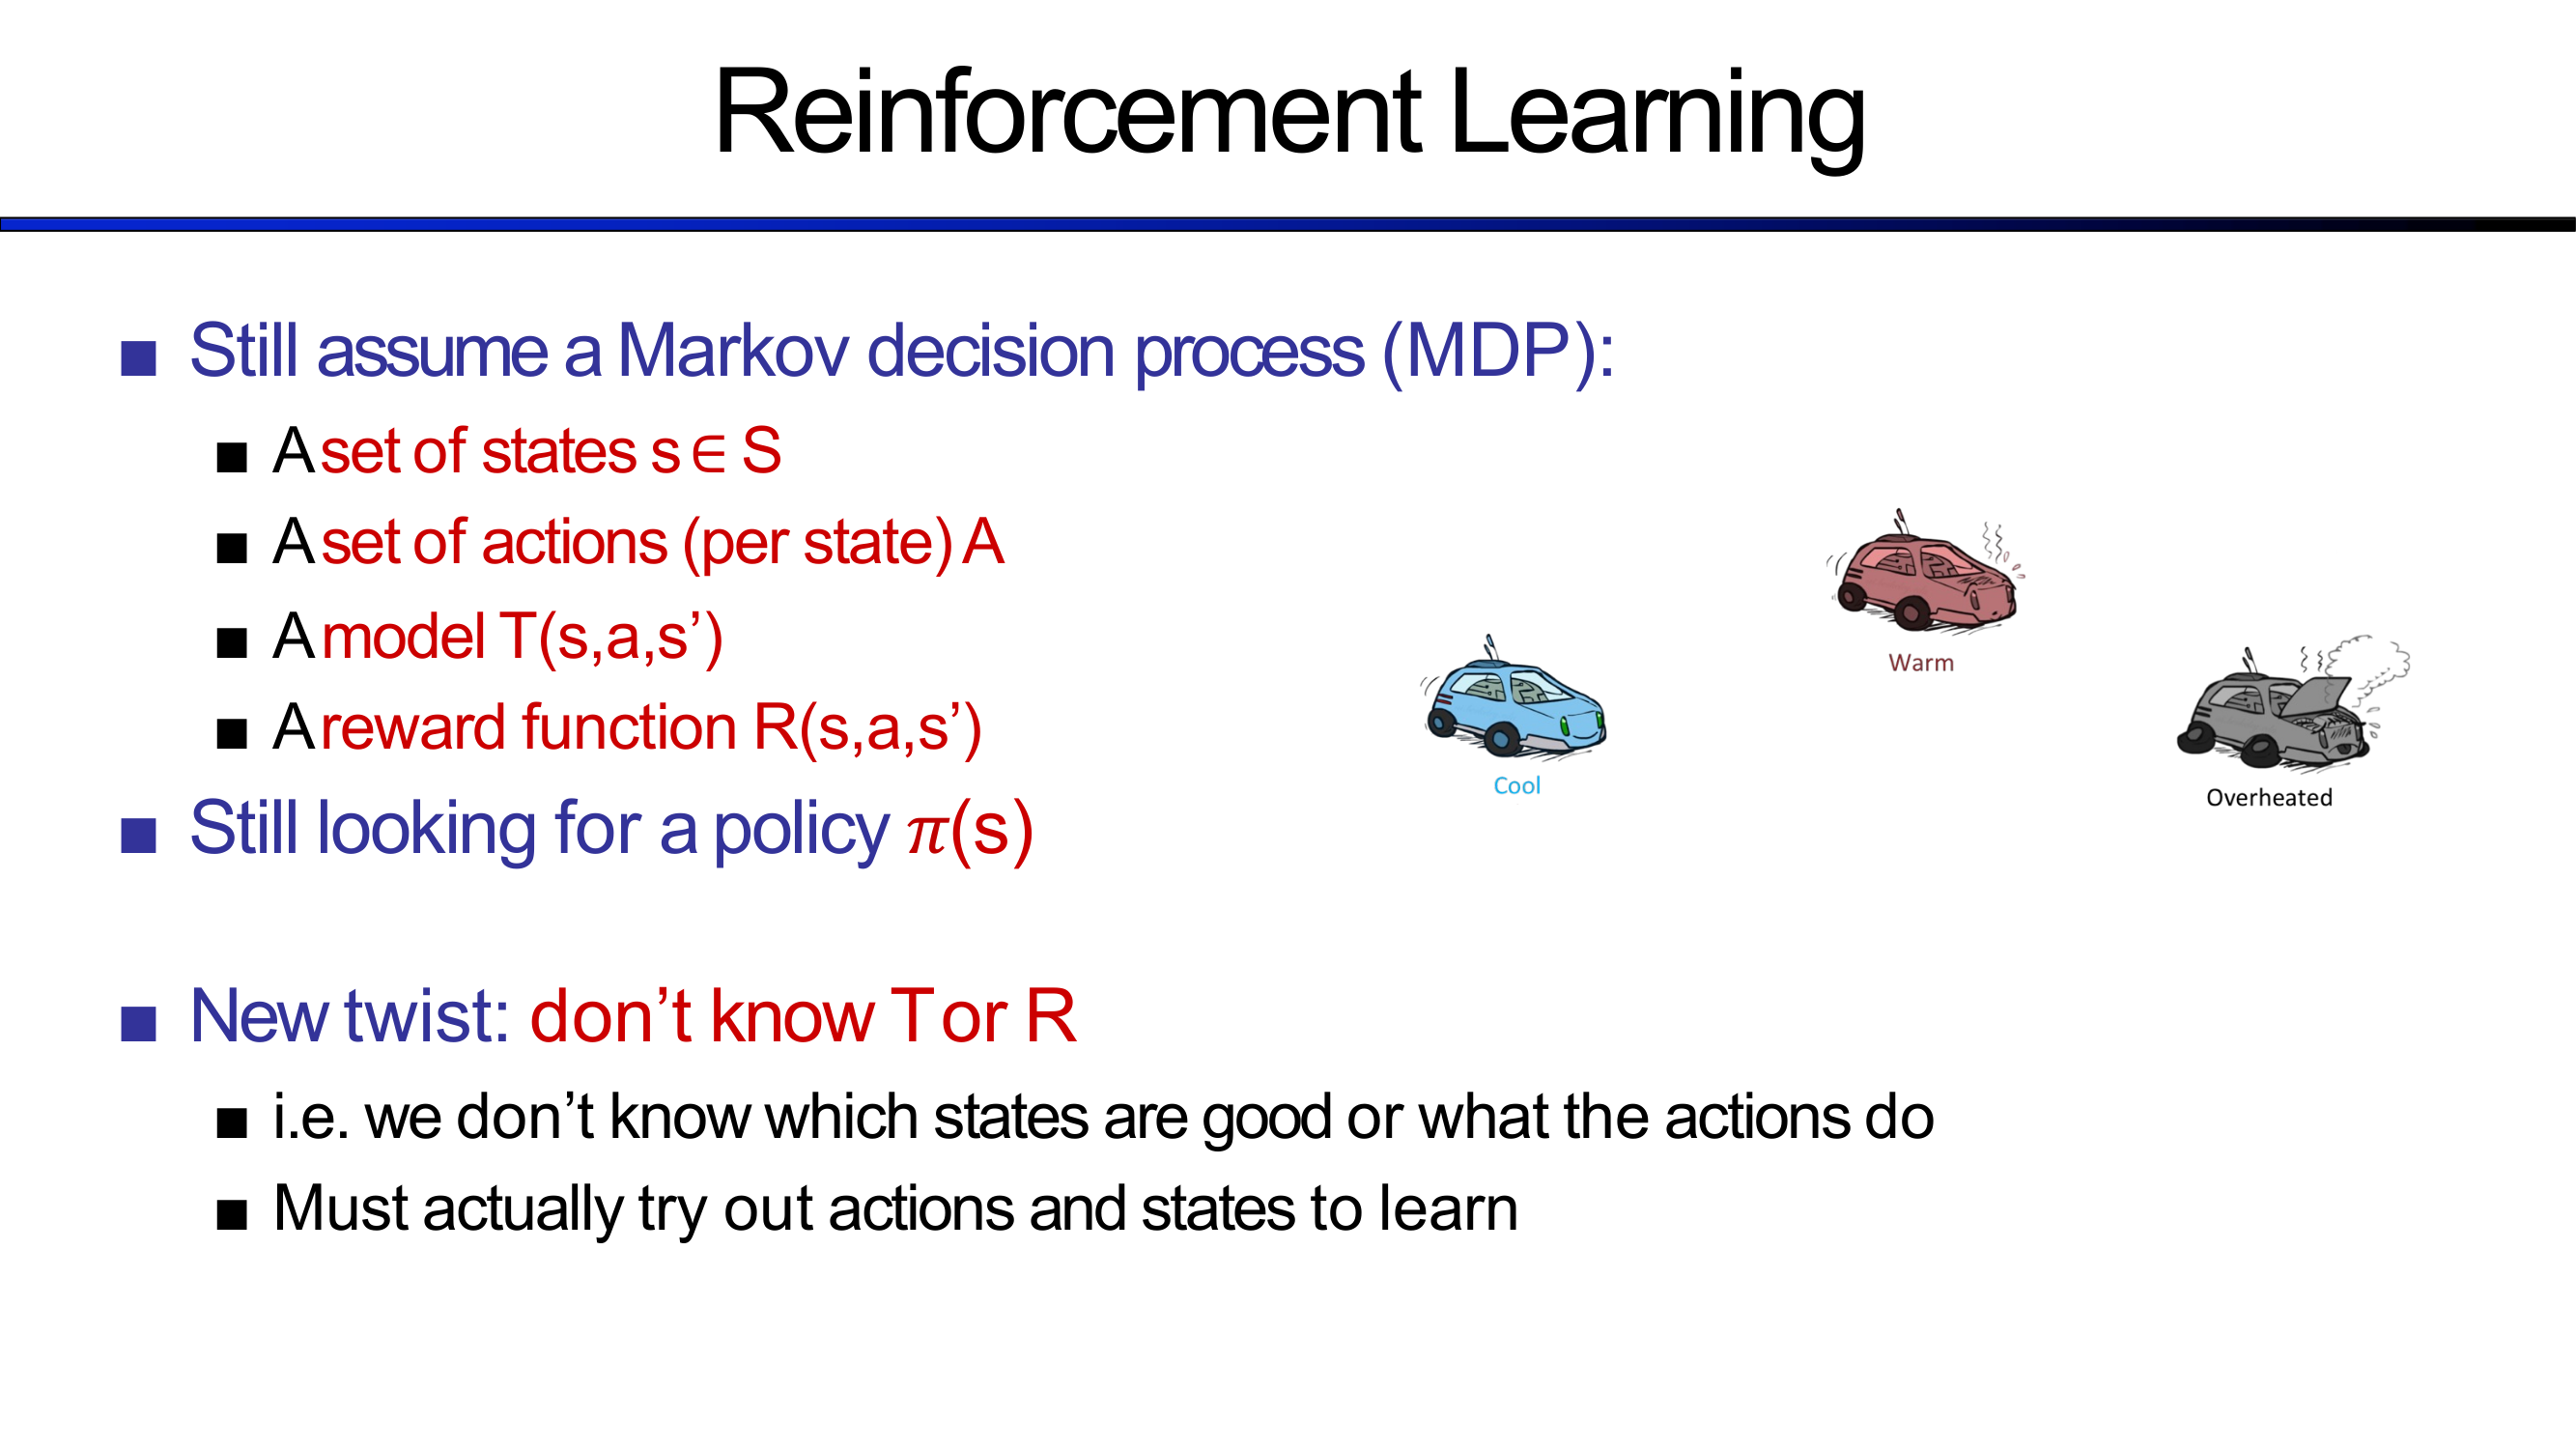 Reinforcement Learning
■ Still assume a Markov decision process (MDP):
■ A set of states s ∈ S
■ A set of actions (per state) A
■ A model T(s,a,s’)
■ A reward function R(s,a,s’)
■ Still looking for a policy π(s)
Warm
Cool
Overheated
■ New twist: don’t know T or R
■ i.e. we don’t know which states are good or what the actions do
■ Must actually try out actions and states to learn